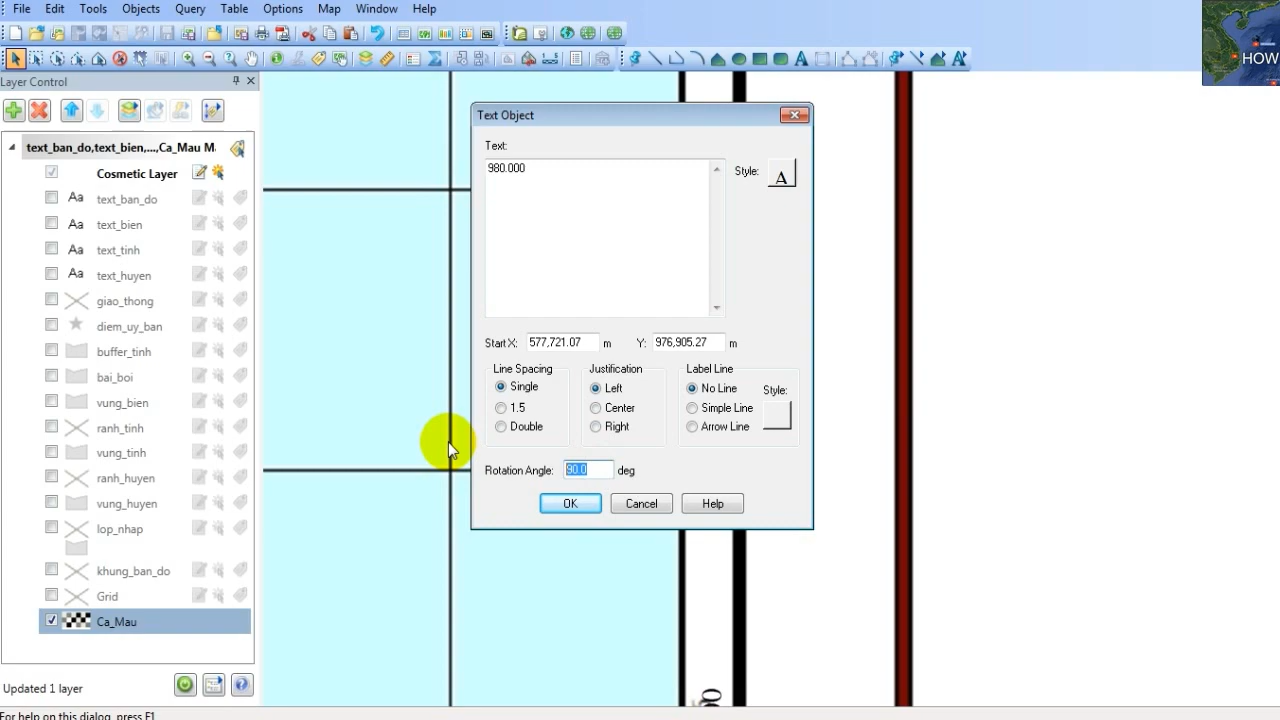 File Edit Tools Objects Query Table Options Map Window Help
HOW
Layer Control
text_ban_do,text_bien,...,Ca_Mau M
Cosmetic Layer
Aa text_ban_do
Aa text_bien
Aa text_tinh
Aa text_huyen
giao_thong
diem_uy_ban
buffer_tinh
bai_boi
vung_bien
ranh_tinh
vung_tinh
ranh_huyen
vung_huyen
lop_nhap
khung_ban_do
Grid
Ca_Mau
Updated 1 layer
For help on this dialog, press F1
Text Object
Text:
980.000
Style:
A
Start X: 577,721.07 m Y: 976,905.27 m
Line Spacing Justification Label Line
Single Left No Line Style:
1.5 Center Simple Line
Double Right Arrow Line
Rotation Angle: 90.0 deg
OK Cancel Help